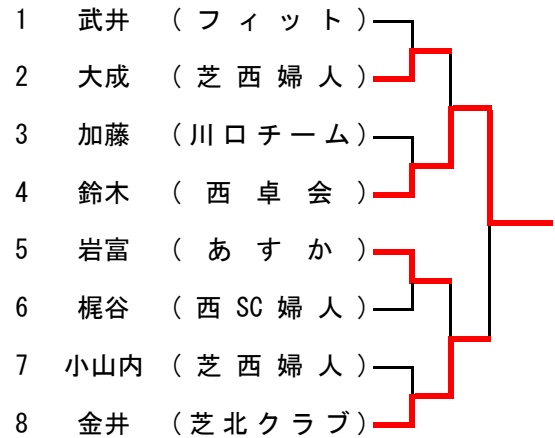 1 武井 (フィット)
2 大成 (芝西婦人)
3 加藤 (川口チーム)
4 鈴木 (西卓会)
5 岩富 (あすか)
6 梶谷 (西SC婦人)
7 小山内 (芝西婦人)
8 金井 (芝北クラブ)